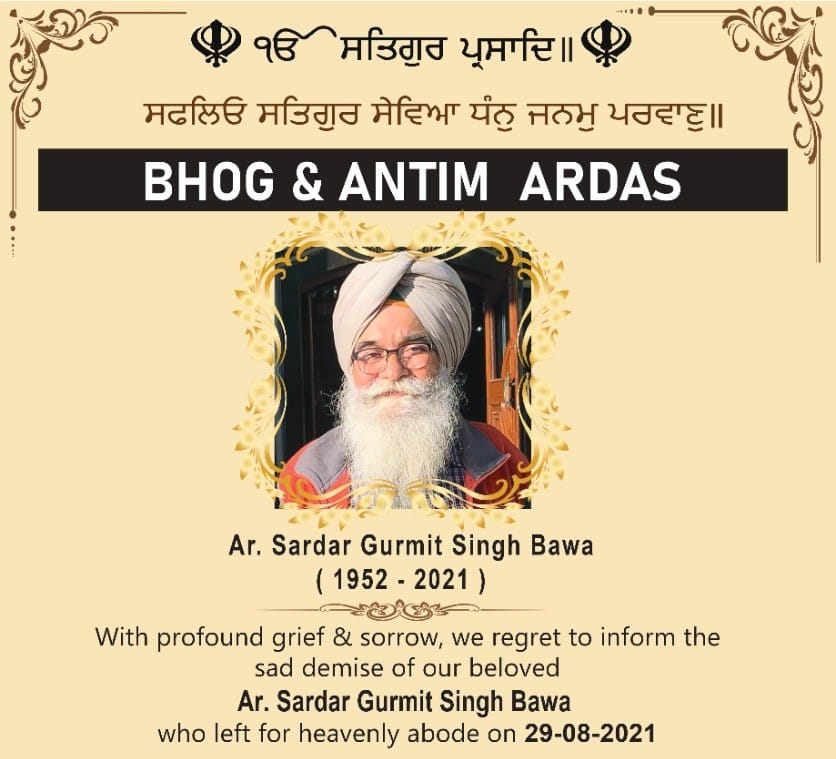 ੴ ਸਤਿਗੁਰ ਪ੍ਰਸਾਦਿ॥
ਸਫਲਿਓ ਸਤਿਗੁਰ ਸੇਵਿਆ ਧੰਨੁ ਜਨਮੁ ਪਰਵਾਣੁ॥
BHOG & ANTIM ARDAS
Ar. Sardar Gurmit Singh Bawa
( 1952 - 2021 )
With profound grief & sorrow, we regret to inform the
sad demise of our beloved
Ar. Sardar Gurmit Singh Bawa
who left for heavenly abode on 29-08-2021